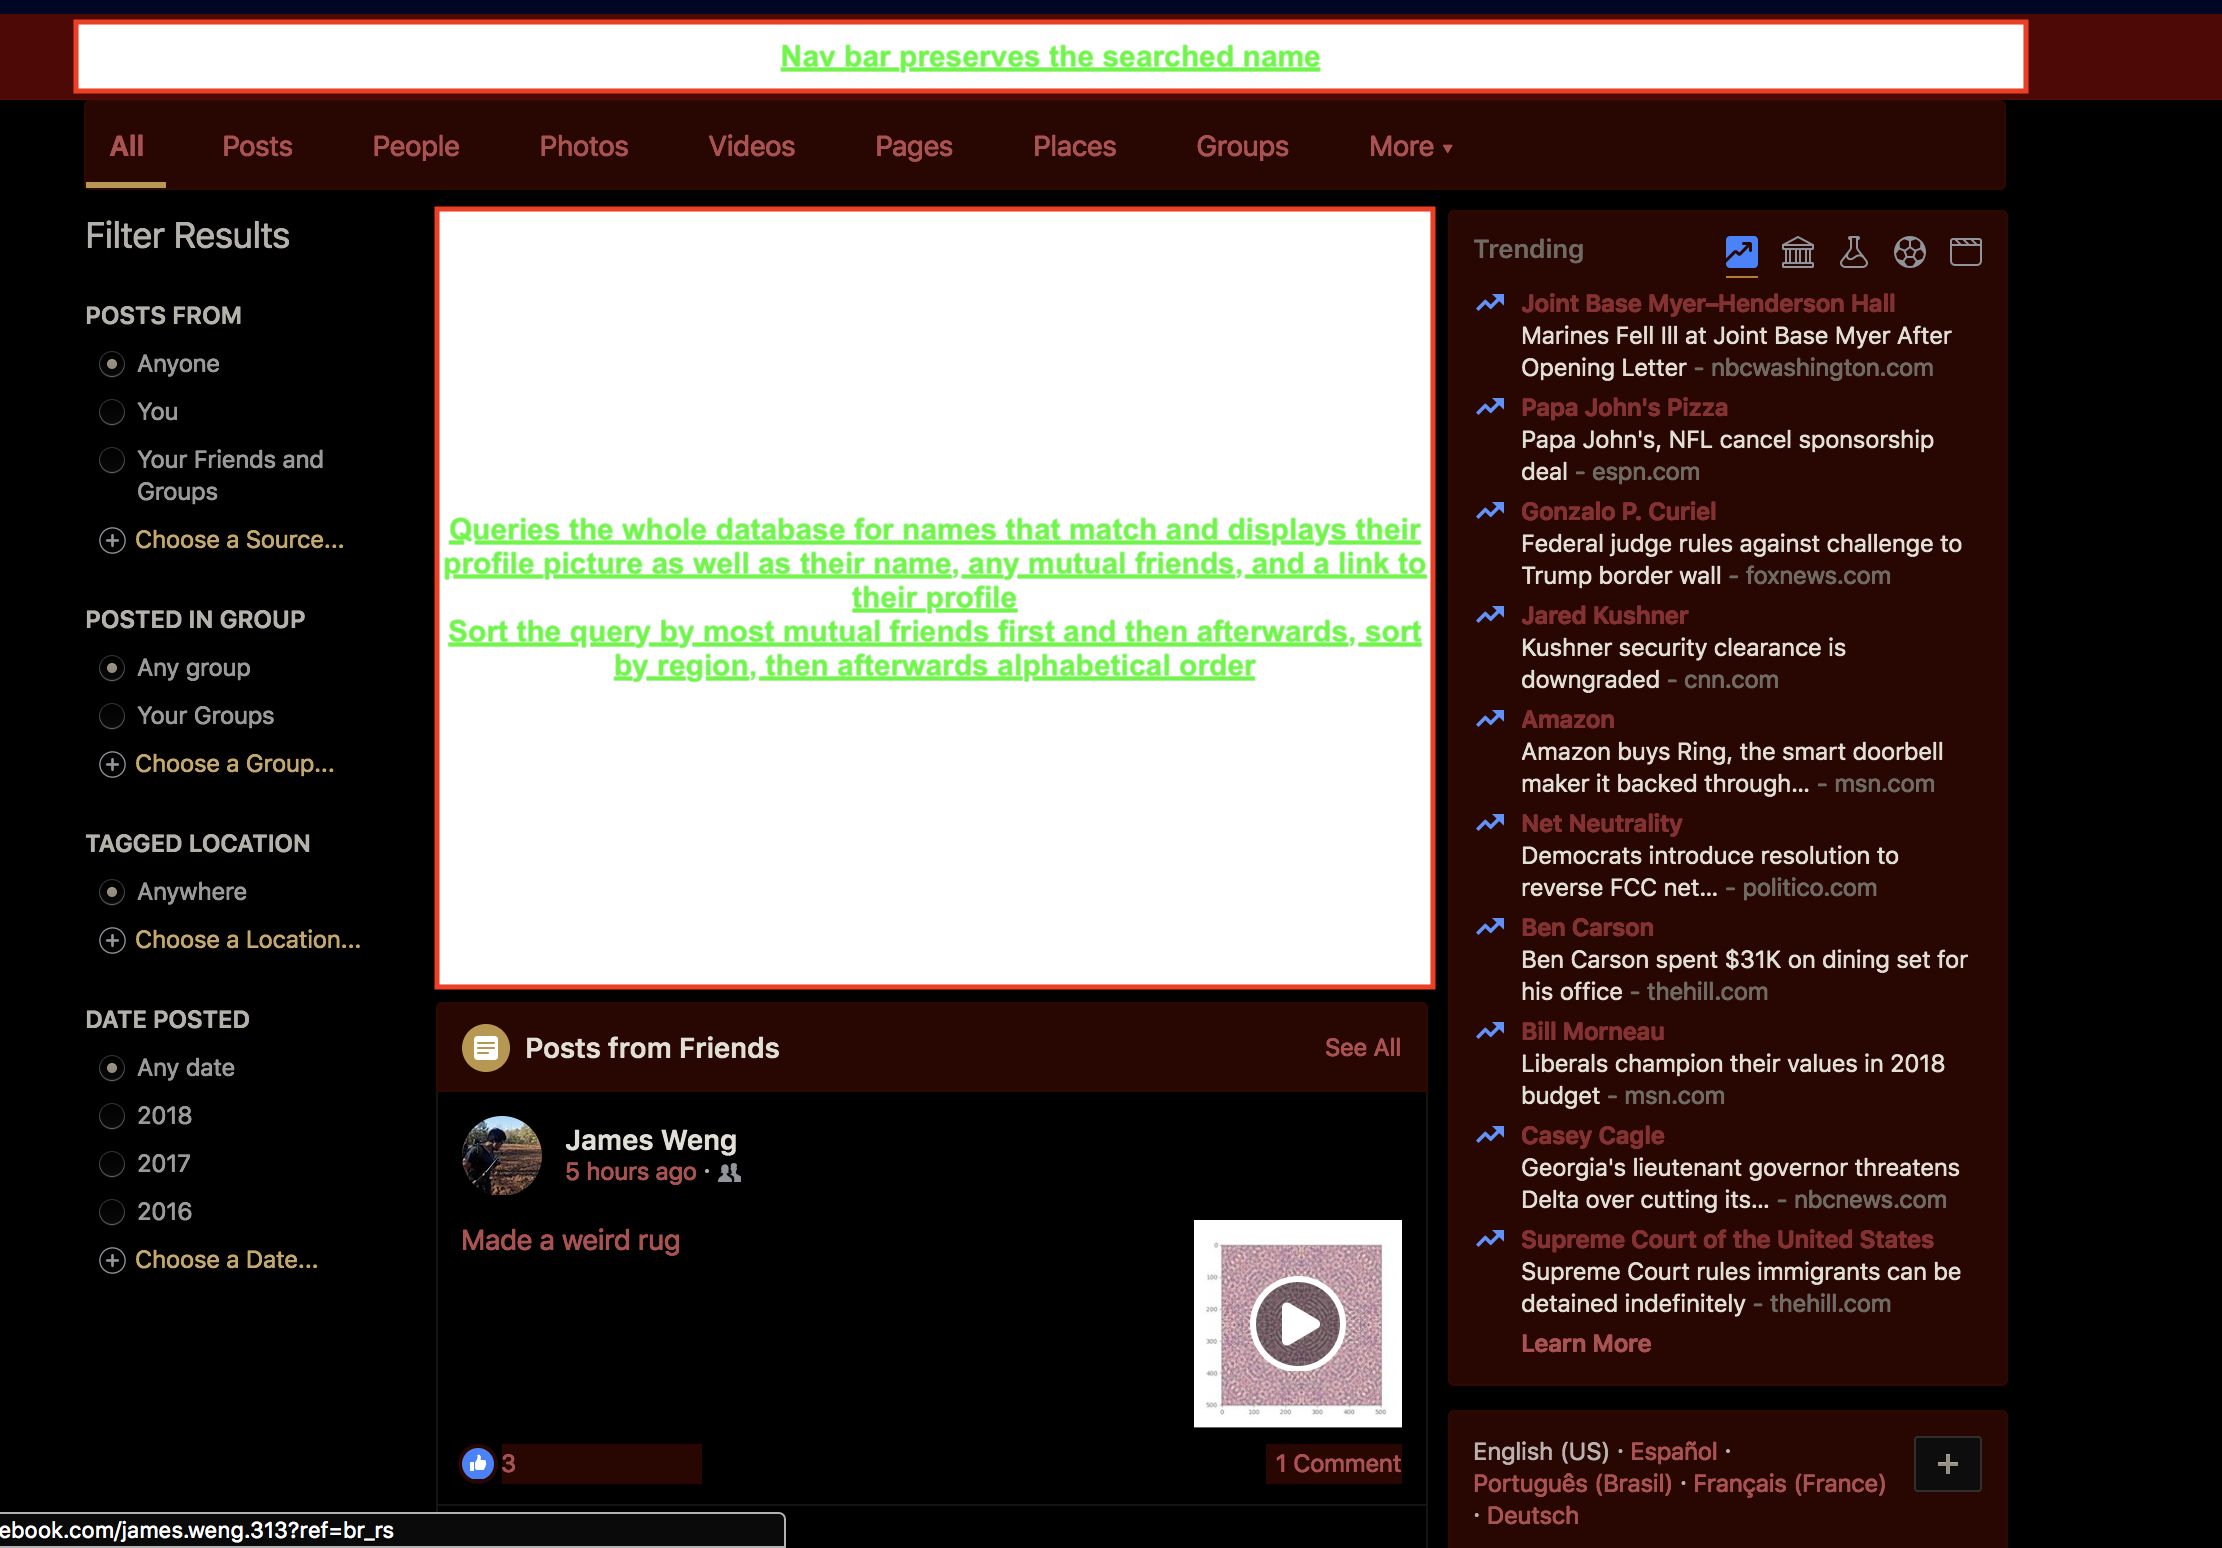 Nav bar preserves the searched name
All Posts People Photos Videos Pages Places Groups More
Filter Results
POSTS FROM
Anyone
You
Your Friends and
Groups
Choose a Source...
POSTED IN GROUP
Any group
Your Groups
Choose a Group...
TAGGED LOCATION
Anywhere
Choose a Location...
DATE POSTED
Any date
2018
2017
2016
Choose a Date...
Queries the whole database for names that match and displays their
profile picture as well as their name, any mutual friends, and a link to
their profile
Sort the query by most mutual friends first and then afterwards, sort
by region, then afterwards alphabetical order
Posts from Friends See All
James Weng
5 hours ago ·
Made a weird rug
0
100
200
300
400
500
0 100 200 300 400 500
3 1 Comment
Trending
Joint Base Myer–Henderson Hall
Marines Fell Ill at Joint Base Myer After
Opening Letter - nbcwashington.com
Papa John's Pizza
Papa John's, NFL cancel sponsorship
deal - espn.com
Gonzalo P. Curiel
Federal judge rules against challenge to
Trump border wall - foxnews.com
Jared Kushner
Kushner security clearance is
downgraded - cnn.com
Amazon
Amazon buys Ring, the smart doorbell
maker it backed through... - msn.com
Net Neutrality
Democrats introduce resolution to
reverse FCC net... - politico.com
Ben Carson
Ben Carson spent $31K on dining set for
his office - thehill.com
Bill Morneau
Liberals champion their values in 2018
budget - msn.com
Casey Cagle
Georgia's lieutenant governor threatens
Delta over cutting its... - nbcnews.com
Supreme Court of the United States
Supreme Court rules immigrants can be
detained indefinitely - thehill.com
Learn More
English (US) · Español ·
Português (Brasil) · Français (France)
· Deutsch
ebook.com/james.weng.313?ref=br_rs